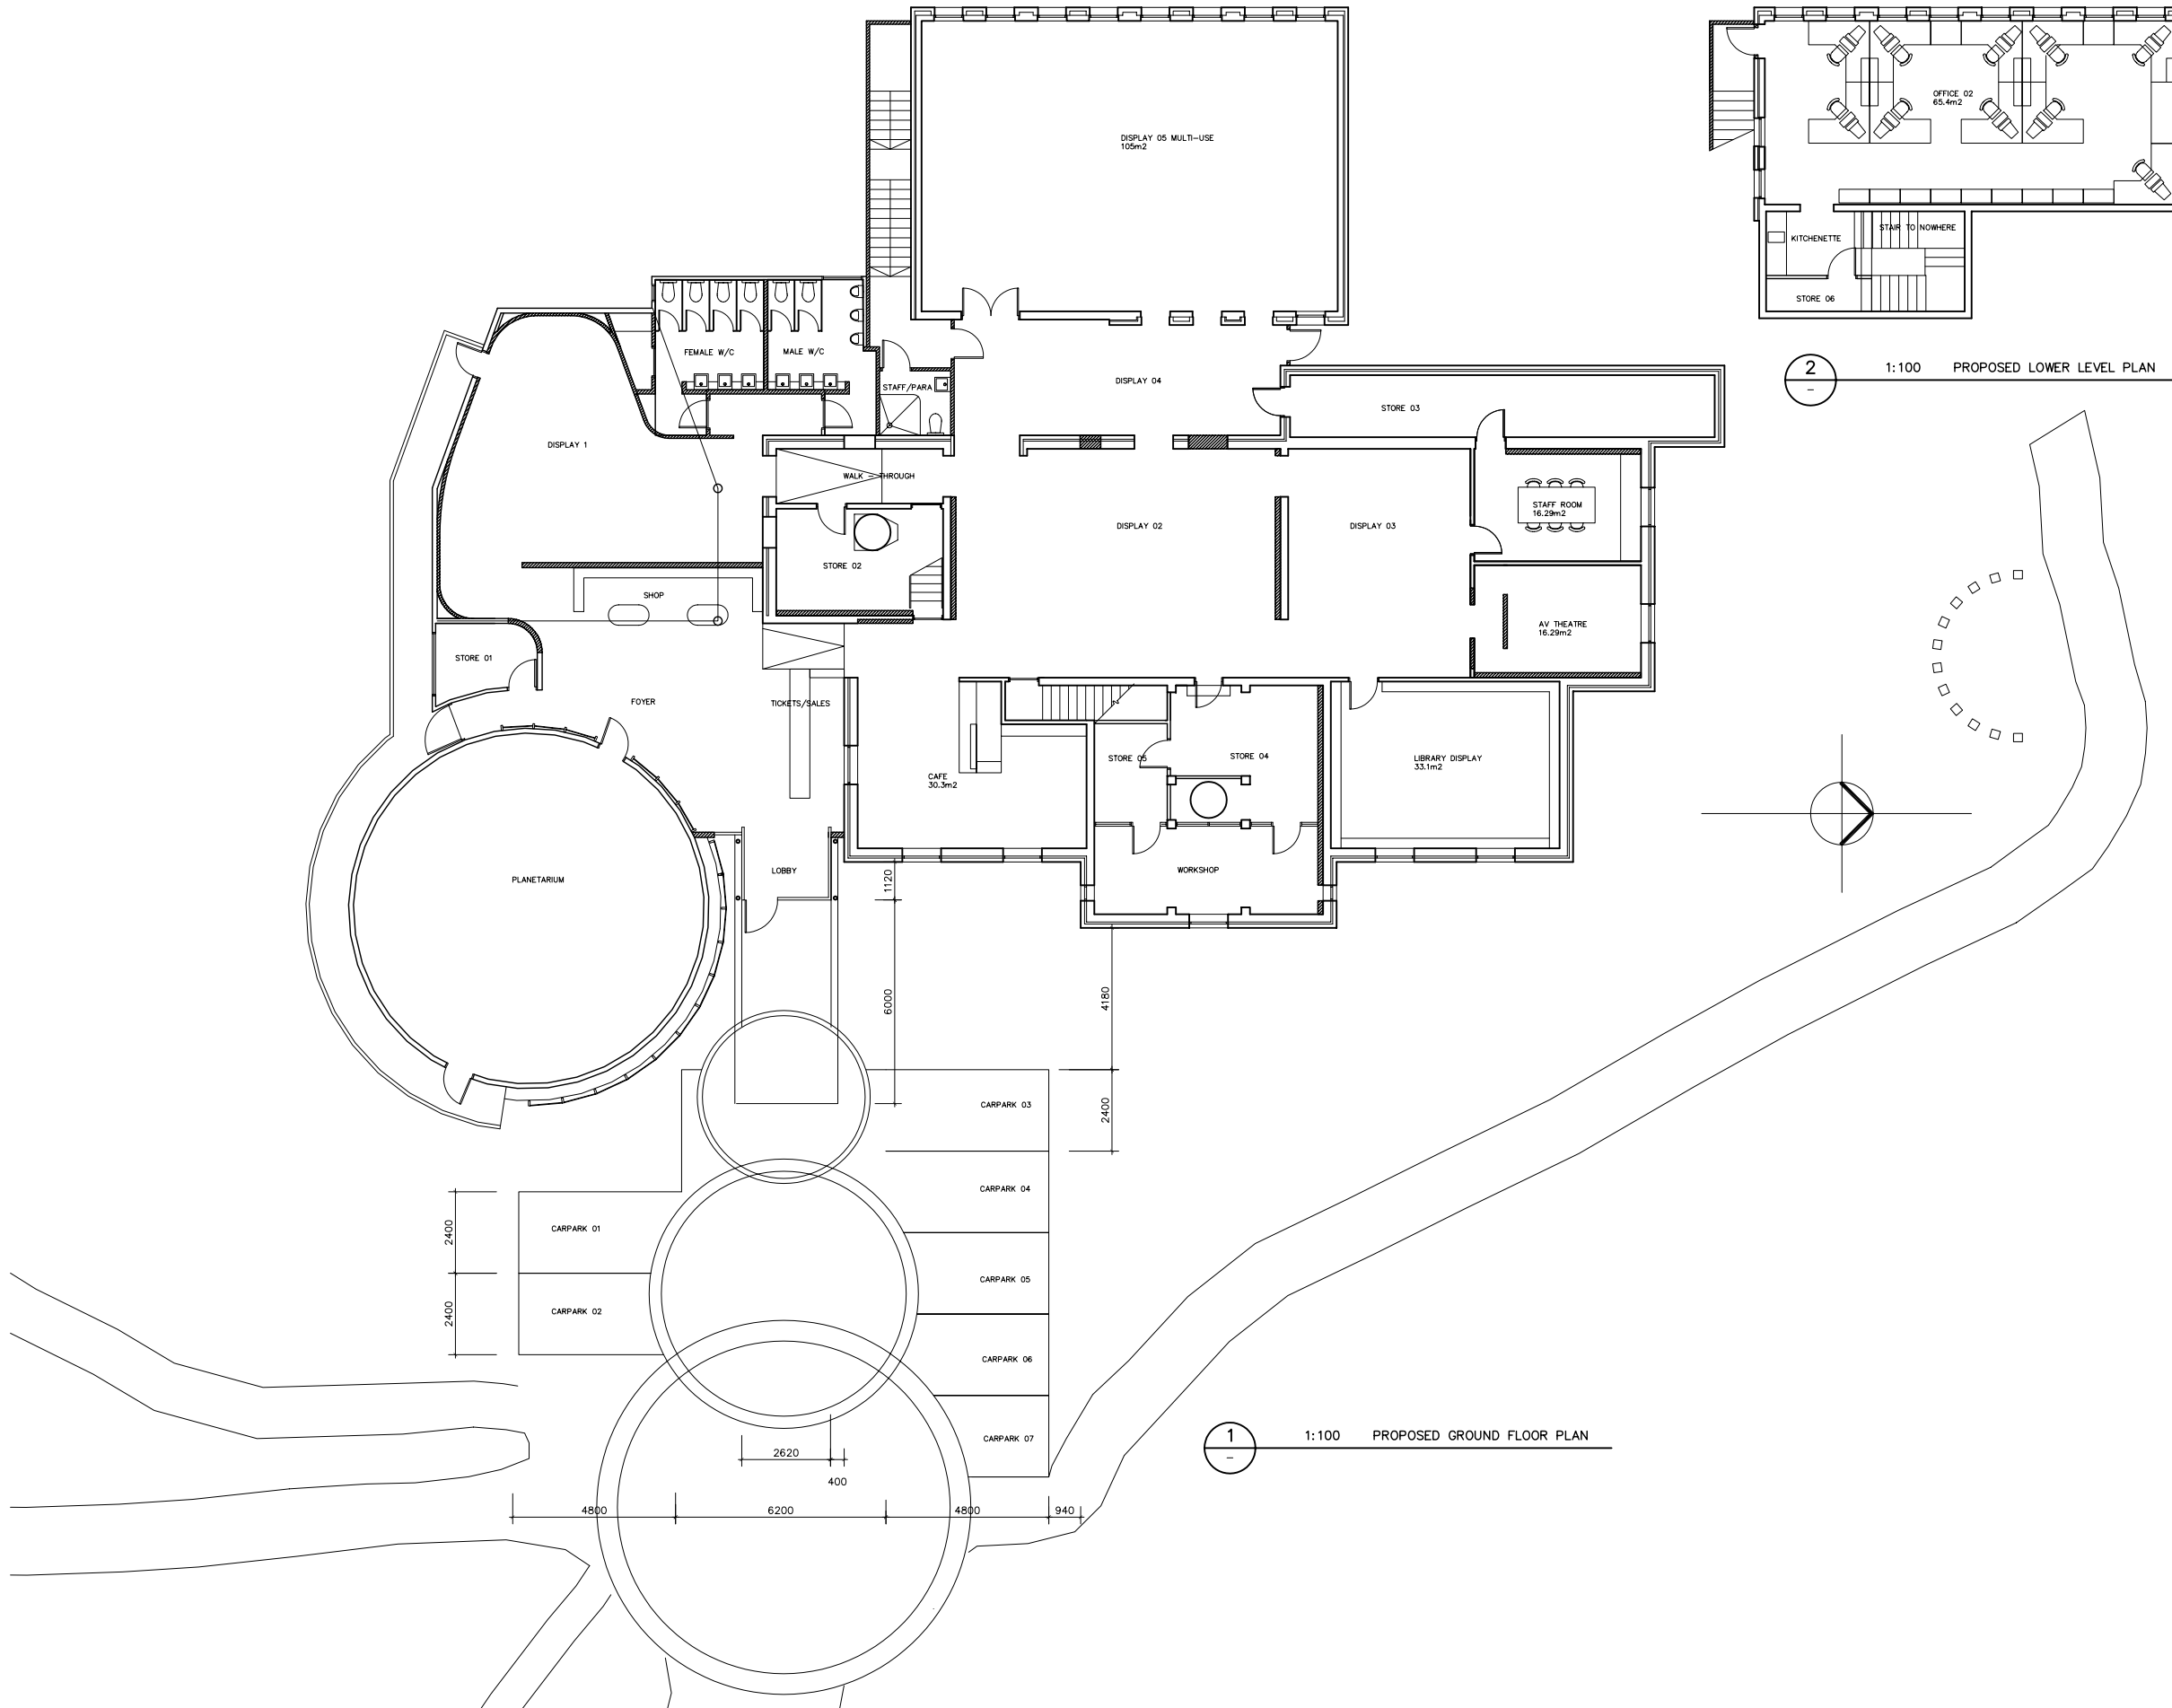 DISPLAY 05 MULTI-USE
105m2
OFFICE 02
65.4m2
KITCHENETTE
STAIR TO NOWHERE
STORE 06
2
-
1:100 PROPOSED LOWER LEVEL PLAN
FEMALE W/C
MALE W/C
STAFF/PARA
DISPLAY 04
STORE 03
DISPLAY 1
WALK - THROUGH
STAFF ROOM
16.29m2
DISPLAY 02
DISPLAY 03
STORE 02
SHOP
AV THEATRE
16.29m2
STORE 01
FOYER
TICKETS/SALES
CAFE
30.3m2
STORE 05
STORE 04
LIBRARY DISPLAY
33.1m2
PLANETARIUM
LOBBY
WORKSHOP
1120
6000
4180
2400
CARPARK 03
CARPARK 04
CARPARK 01
2400
CARPARK 05
CARPARK 02
2400
CARPARK 06
CARPARK 07
1
-
1:100 PROPOSED GROUND FLOOR PLAN
2620
400
4800
6200
4800
940